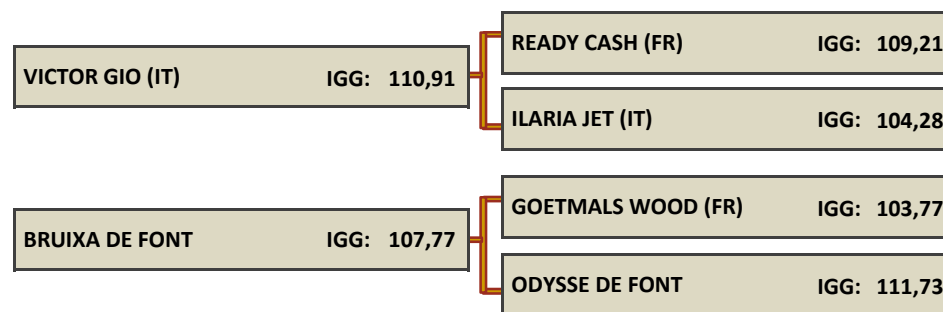 READY CASH (FR) IGG: 109,21
VICTOR GIO (IT) IGG: 110,91
ILARIA JET (IT) IGG: 104,28
GOETMALS WOOD (FR) IGG: 103,77
BRUIXA DE FONT IGG: 107,77
ODYSSE DE FONT IGG: 111,73